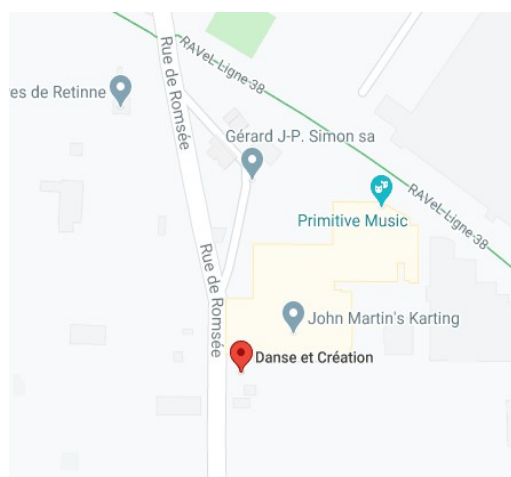 RAVeL Ligne 38
Rue de Romsée
es de Retinne
Gérard J-P. Simon sa
RAVeL Ligne 38
Primitive Music
Rue de Romsée
John Martin's Karting
Danse et Création